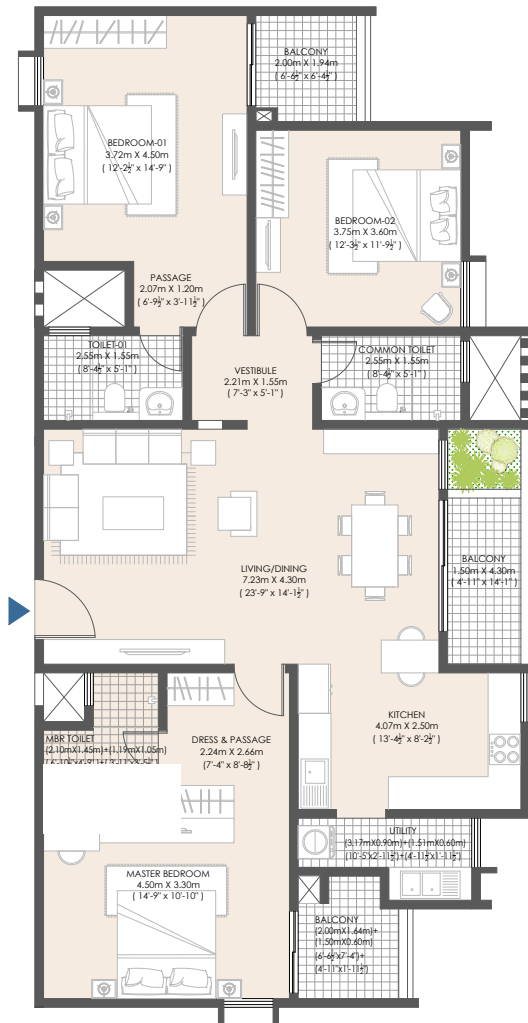 BALCONY
2.00m X 1.94m
( 6'-6½" x 6'-4½")
BEDROOM-01
3.72m X 4.50m
( 12'-2½" x 14'-9" )
BEDROOM-02
3.75m X 3.60m
( 12'-3½" x 11'-9½" )
PASSAGE
2.07m X 1.20m
( 6'-9½" x 3'-11½")
TOILET-01
2.55m X 1.55m
( 8'-4½" x 5'-1" )
COMMON TOILET
2.55m X 1.55m
( 8'-4½" x 5'-1" )
VESTIBULE
2.21m X 1.55m
( 7'-3" x 5'-1" )
BALCONY
1.50m X 4.30m
( 4'-11" x 14'-1" )
LIVING/DINING
7.23m X 4.30m
( 23'-9" x 14'-1½")
KITCHEN
4.07m X 2.50m
( 13'-4½" x 8'-2½" )
MBR TOILET
(2.10mX1.45m)+(1.19mX1.05m)
DRESS & PASSAGE
2.24m X 2.66m
(7'-4" x 8'-8½")
UTILITY
(3.17mX0.90m)+(1.51mX0.60m)
(10'-5"x2'-11½")+(4'-11½"x1'-11½")
MASTER BEDROOM
4.50m X 3.30m
( 14'-9" x 10'-10" )
BALCONY
(2.00mX1.64m)+
(1.50mX0.60m)
(6'-6½"x7'-4")+
(4'-11"x1'-11½")